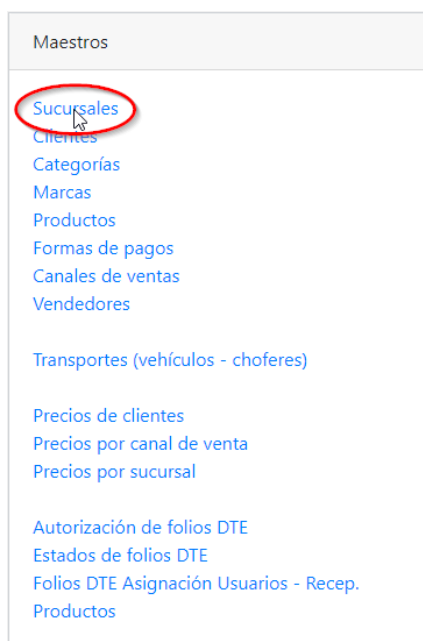 Maestros
Sucursales
Clientes
Categorías
Marcas
Productos
Formas de pagos
Canales de ventas
Vendedores
Transportes (vehículos - choferes)
Precios de clientes
Precios por canal de venta
Precios por sucursal
Autorización de folios DTE
Estados de folios DTE
Folios DTE Asignación Usuarios - Recep.
Productos